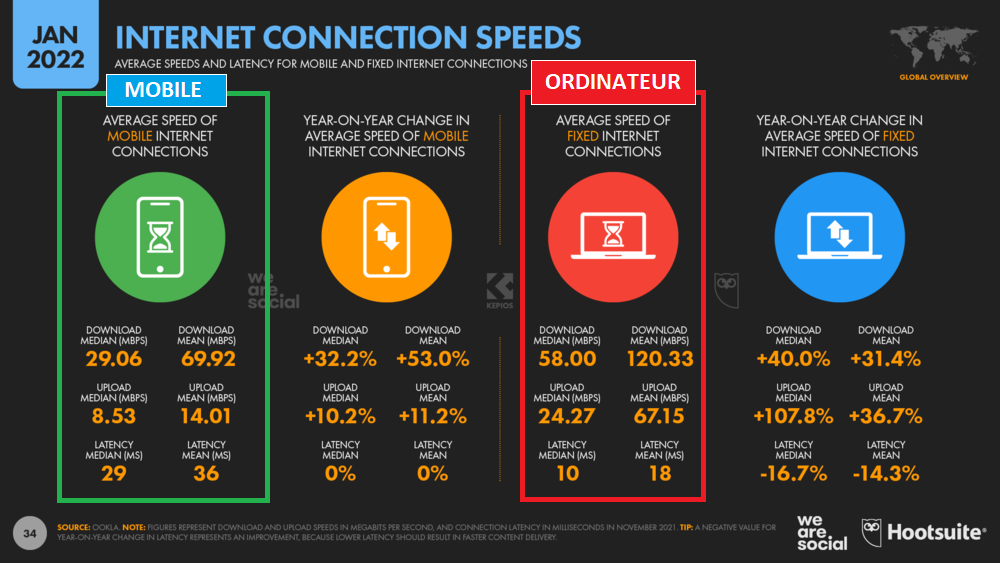 JAN
2022
INTERNET CONNECTION SPEEDS
AVERAGE SPEEDS AND LATENCY FOR MOBILE AND FIXED INTERNET CONNECTIONS
GLOBAL OVERVIEW
MOBILE
AVERAGE SPEED OF
MOBILE INTERNET
CONNECTIONS
DOWNLOAD
MEDIAN (MBPS)
29.06
DOWNLOAD
MEAN (MBPS)
69.92
UPLOAD
MEDIAN (MBPS)
8.53
UPLOAD
MEAN (MBPS)
14.01
LATENCY
MEDIAN (MS)
29
LATENCY
MEAN (MS)
36
YEAR-ON-YEAR CHANGE IN
AVERAGE SPEED OF MOBILE
INTERNET CONNECTIONS
DOWNLOAD
MEDIAN
+32.2%
DOWNLOAD
MEAN
+53.0%
UPLOAD
MEDIAN
+10.2%
UPLOAD
MEAN
+11.2%
LATENCY
MEDIAN
0%
LATENCY
MEAN
0%
ORDINATEUR
AVERAGE SPEED OF
FIXED INTERNET
CONNECTIONS
DOWNLOAD
MEDIAN (MBPS)
58.00
DOWNLOAD
MEAN (MBPS)
120.33
UPLOAD
MEDIAN (MBPS)
24.27
UPLOAD
MEAN (MBPS)
67.15
LATENCY
MEDIAN (MS)
10
LATENCY
MEAN (MS)
18
YEAR-ON-YEAR CHANGE IN
AVERAGE SPEED OF FIXED
INTERNET CONNECTIONS
DOWNLOAD
MEDIAN
+40.0%
DOWNLOAD
MEAN
+31.4%
UPLOAD
MEDIAN
+107.8%
UPLOAD
MEAN
+36.7%
LATENCY
MEDIAN
-16.7%
LATENCY
MEAN
-14.3%
we
are
social
KEPIOS
34
SOURCE: OOKLA. NOTE: FIGURES REPRESENT DOWNLOAD AND UPLOAD SPEEDS IN MEGABITS PER SECOND, AND CONNECTION LATENCY IN MILLISECONDS IN NOVEMBER 2021. TIP: A NEGATIVE VALUE FOR
YEAR-ON-YEAR CHANGE IN LATENCY REPRESENTS AN IMPROVEMENT, BECAUSE LOWER LATENCY SHOULD RESULT IN FASTER CONTENT DELIVERY.
we
are
social
Hootsuite®